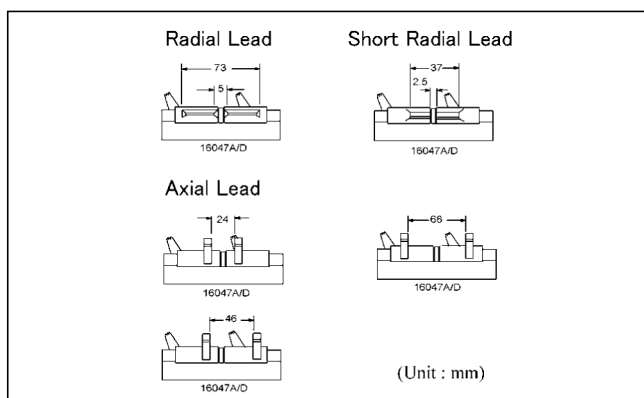 Radial Lead
73
5
16047A/D
Short Radial Lead
37
2.5
16047A/D
Axial Lead
24
16047A/D
66
16047A/D
46
16047A/D
(Unit : mm)